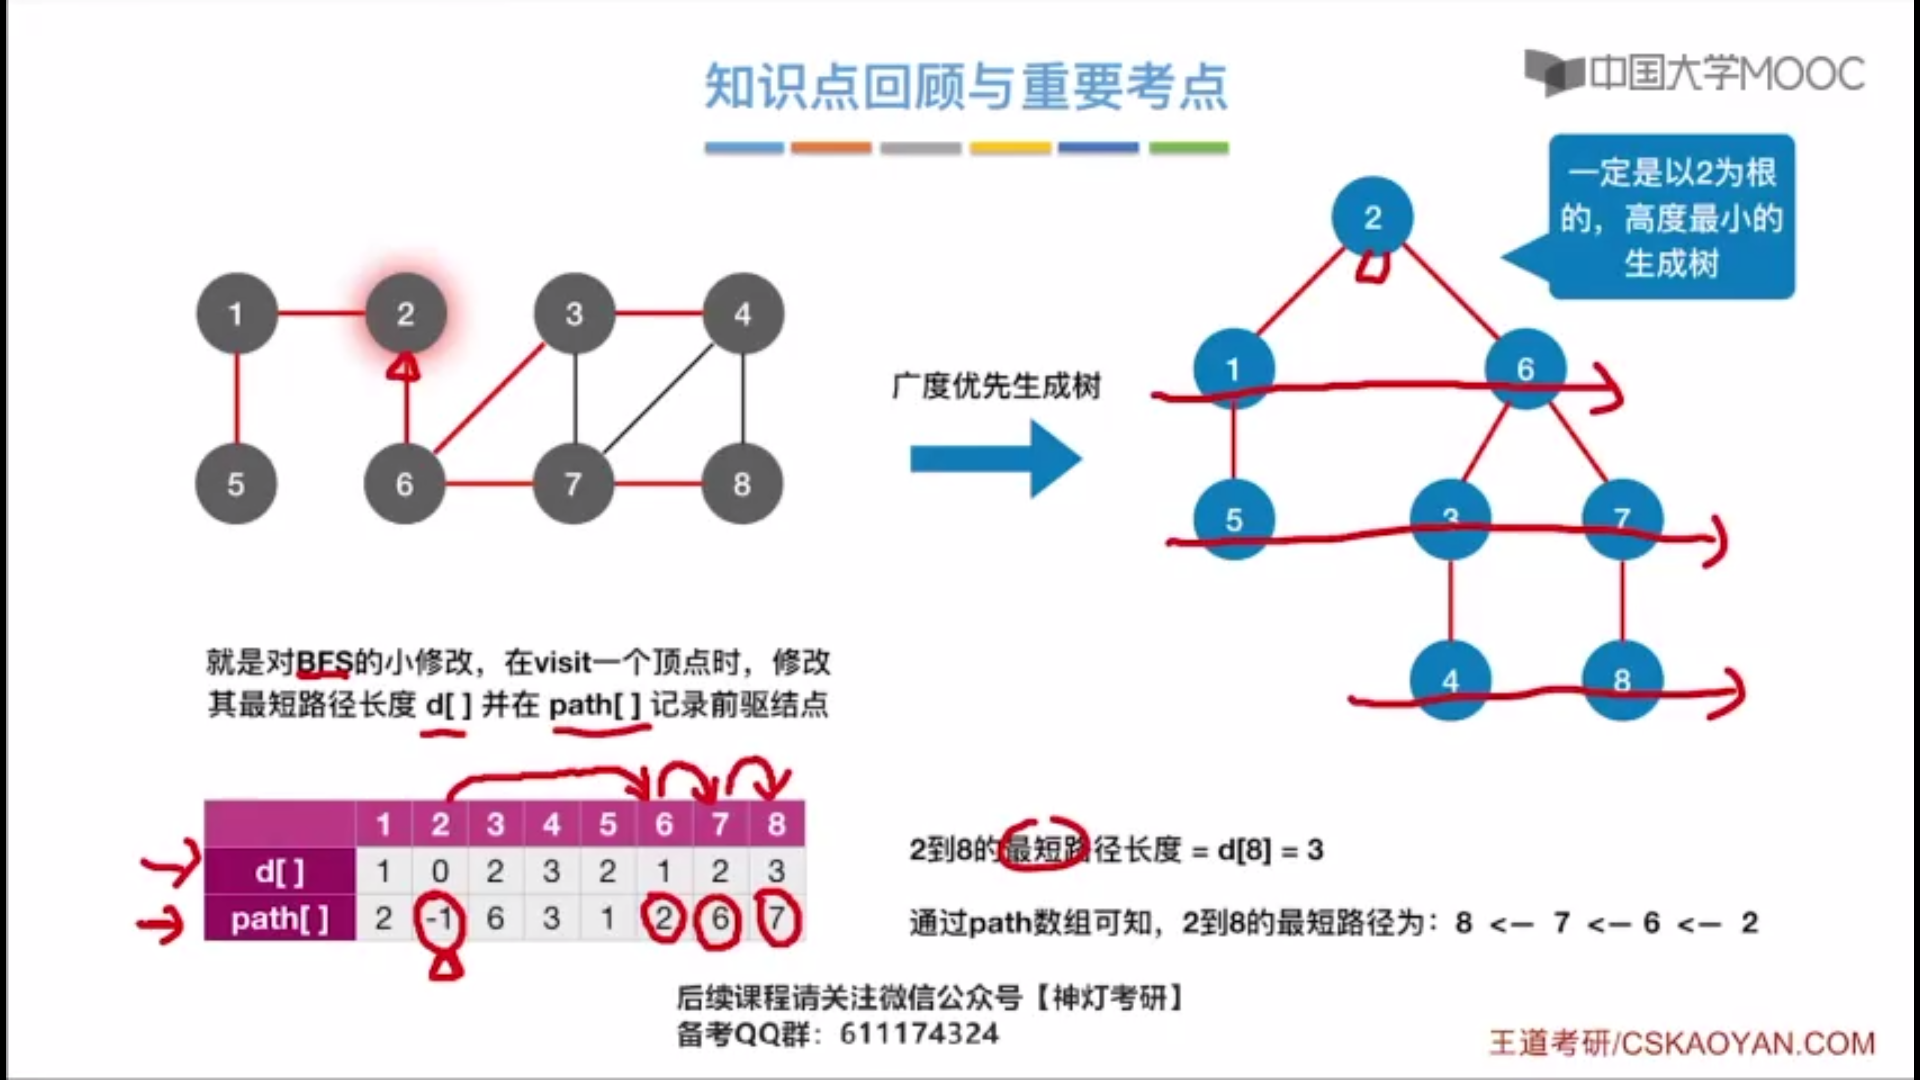 知识点回顾与重要考点
中国大学MOOC
一定是以2为根
的，高度最小的
生成树
1 2 3 4
5 6 7 8
广度优先生成树
2
1 6
5 3 7
4 8
就是对BFS的小修改，在visit一个顶点时，修改
其最短路径长度 d[ ] 并在 path[ ] 记录前驱结点
1 2 3 4 5 6 7 8
d[ ] 1 0 2 3 2 1 2 3
path[ ] 2 -1 6 3 1 2 6 7
2到8的最短路径长度 = d[8] = 3
通过path数组可知，2到8的最短路径为：8 <— 7 <— 6 <— 2
后续课程请关注微信公众号【神灯考研】
备考QQ群：611174324
王道考研/CSKAOYAN.COM